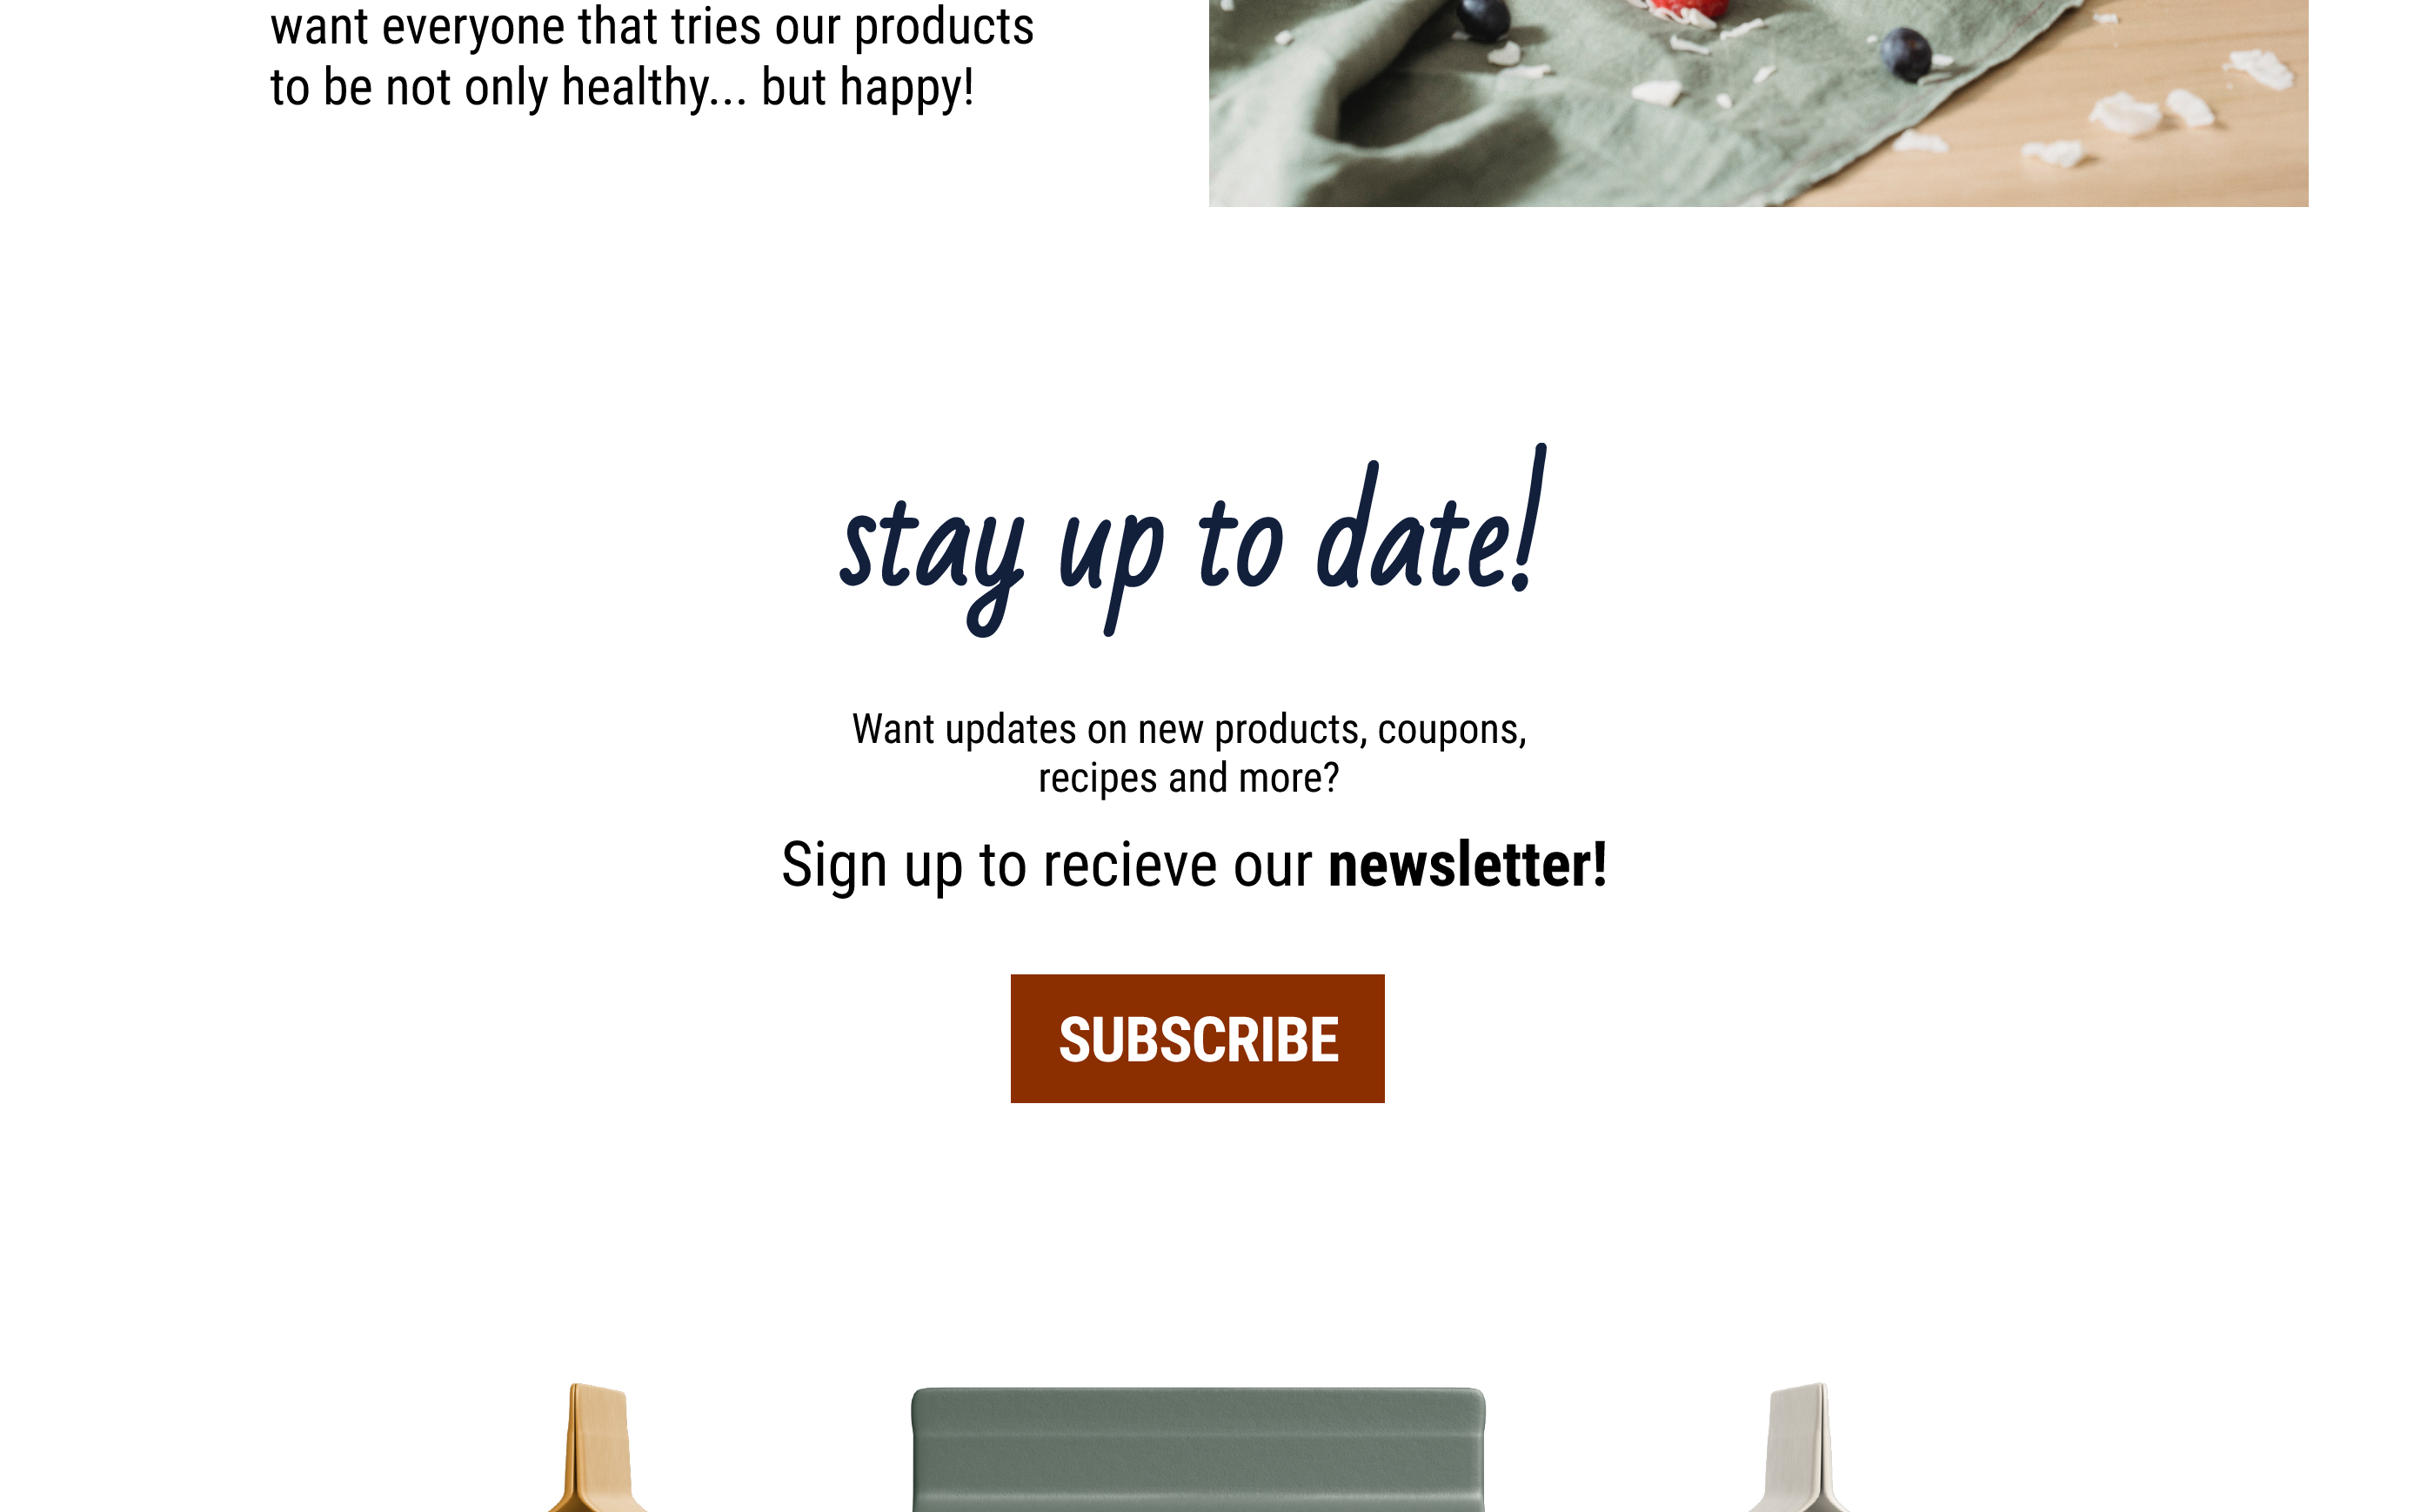 want everyone that tries our products
to be not only healthy... but happy!
stay up to date!
Want updates on new products, coupons,
recipes and more?
Sign up to recieve our newsletter!
SUBSCRIBE